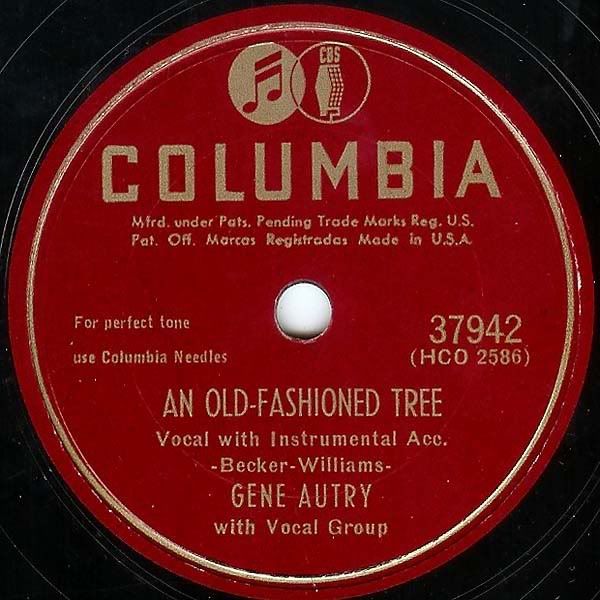 CBS
COLUMBIA
Mfrd. under Pats. Pending Trade Marks Reg. U.S.
Pat. Off. Marcas Registradas Made in U.S.A.
For perfect tone
use Columbia Needles
37942
(HCO 2586)
AN OLD-FASHIONED TREE
Vocal with Instrumental Acc.
-Becker-Williams-
GENE AUTRY
with Vocal Group